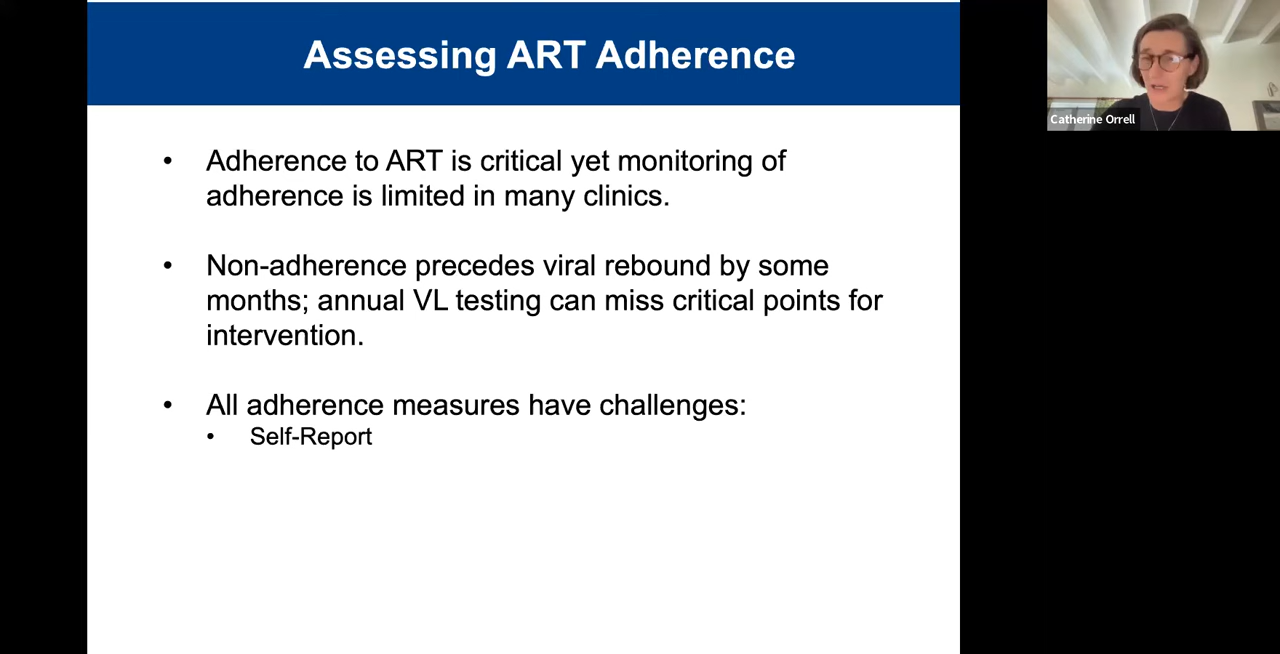 Assessing ART Adherence
Catherine Orrell
• Adherence to ART is critical yet monitoring of
adherence is limited in many clinics.
• Non-adherence precedes viral rebound by some
months; annual VL testing can miss critical points for
intervention.
• All adherence measures have challenges:
• Self-Report